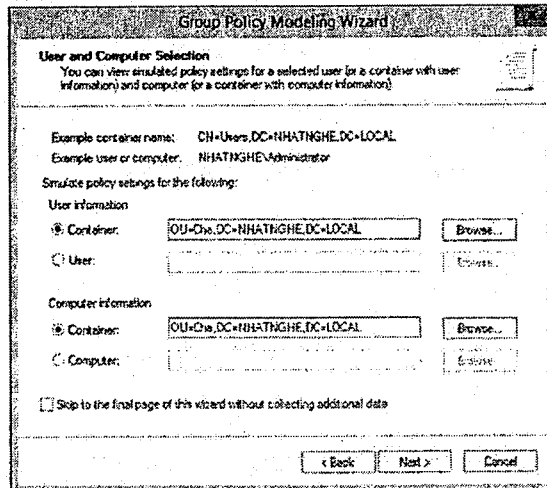 Group Policy Modeling Wizard
User and Computer Selection
You can view simulated policy settings for a selected user (or a container with user
information) and computer (or a container with computer information).
Example container name: CN=Users,DC=NHATNGHE,DC=LOCAL
Example user or computer: NHATNGHE\Administrator
Simulate policy settings for the following:
User information
Container: OU=Cha,DC=NHATNGHE,DC=LOCAL Browse...
User: Browse...
Computer information
Container: OU=Cha,DC=NHATNGHE,DC=LOCAL Browse...
Computer: Browse...
Skip to the final page of this wizard without collecting additional data
< Back Next > Cancel